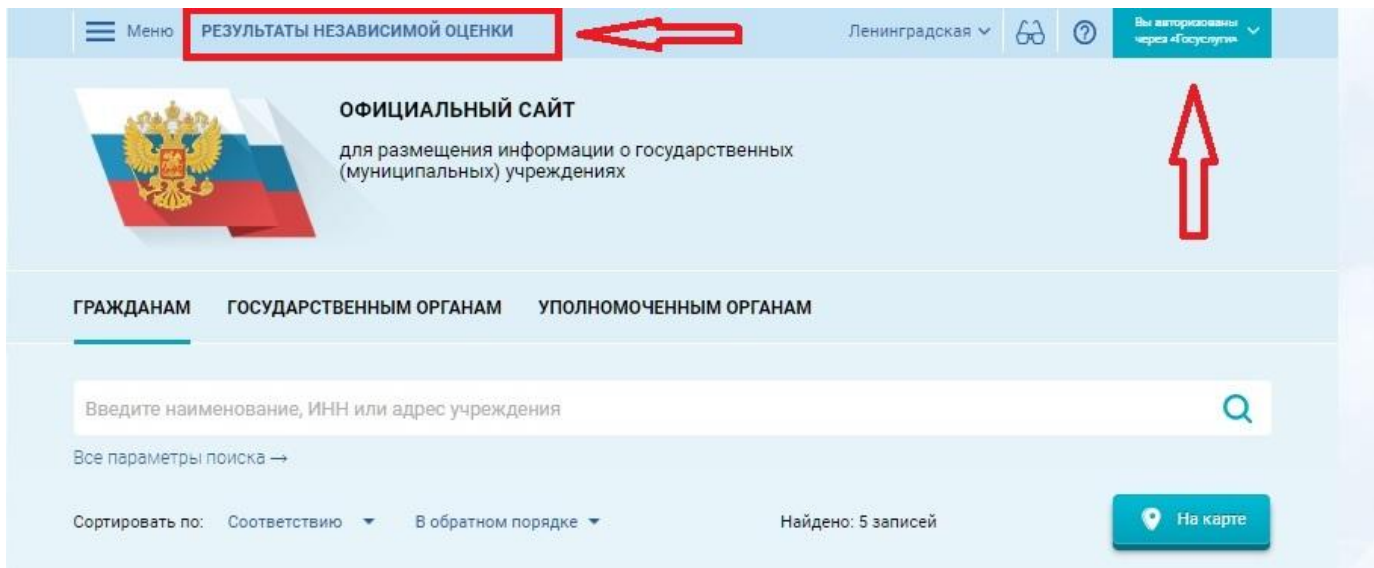 Меню РЕЗУЛЬТАТЫ НЕЗАВИСИМОЙ ОЦЕНКИ Ленинградская Вы авторизованы
через «Госуслуги»
ОФИЦИАЛЬНЫЙ САЙТ
для размещения информации о государственных
(муниципальных) учреждениях
ГРАЖДАНАМ ГОСУДАРСТВЕННЫМ ОРГАНАМ УПОЛНОМОЧЕННЫМ ОРГАНАМ
Введите наименование, ИНН или адрес учреждения
Все параметры поиска →
Сортировать по: Соответствию В обратном порядке Найдено: 5 записей На карте